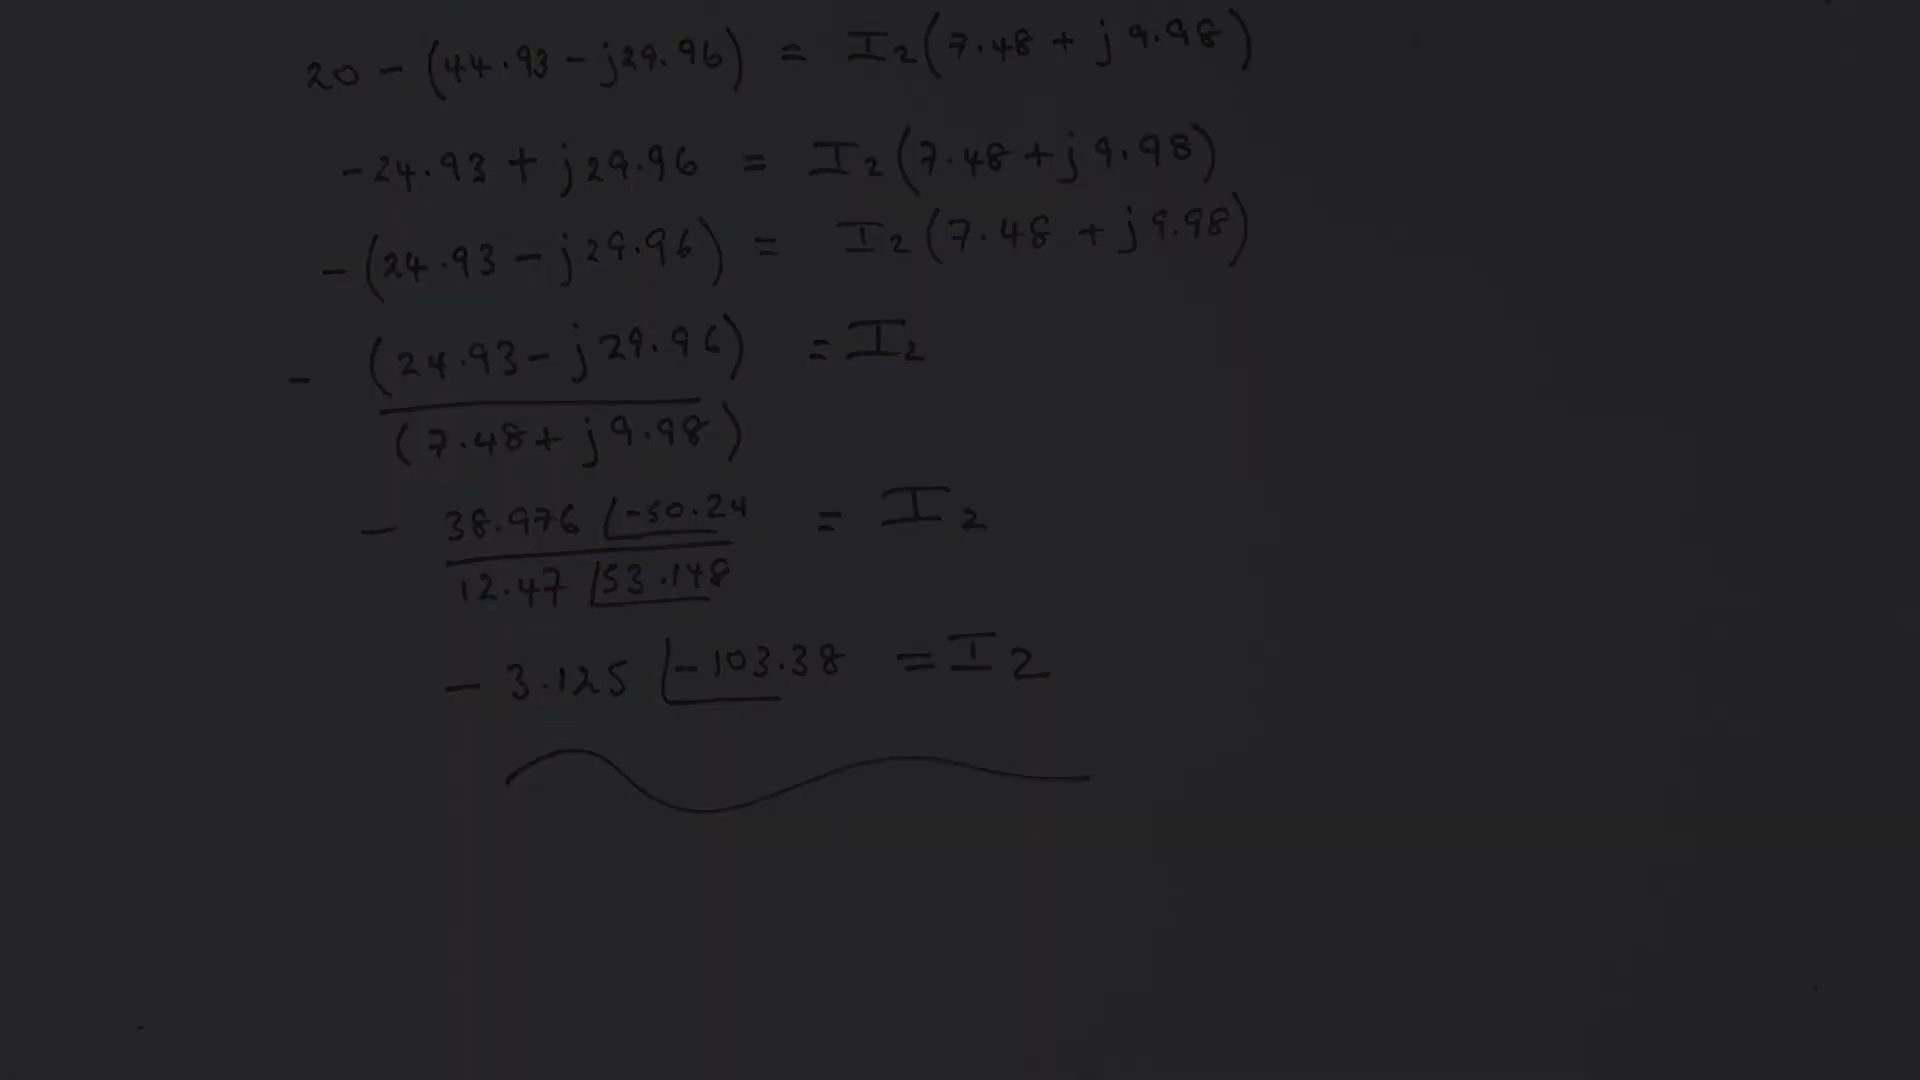 20 - (44.93 - j29.96) = I2(7.48 + j9.98)
-24.93 + j29.96 = I2(7.48 + j9.98)
-(24.93 - j29.96) = I2(7.48 + j9.98)
- (24.93 - j29.96) = I2
(7.48 + j9.98)
- 38.976 ∠-50.24 = I2
12.47 ∠53.148
- 3.125 ∠-103.38 = I2